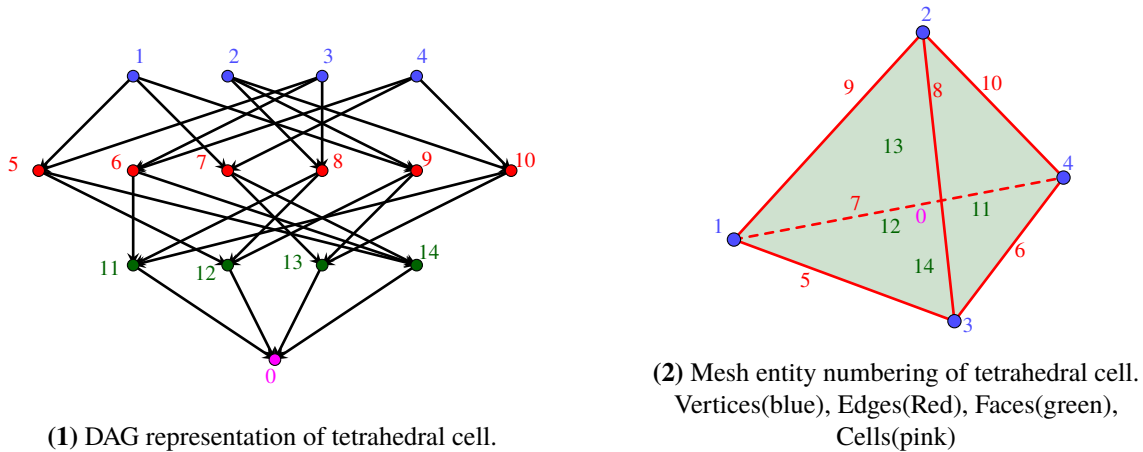 1 2 3 4
5 6 7 8 9 10
11 12 13 14
0
(1) DAG representation of tetrahedral cell.
2
9 8 10
13
4
1 7 0 11
12
6
5 14
3
(2) Mesh entity numbering of tetrahedral cell.
Vertices(blue), Edges(Red), Faces(green),
Cells(pink)